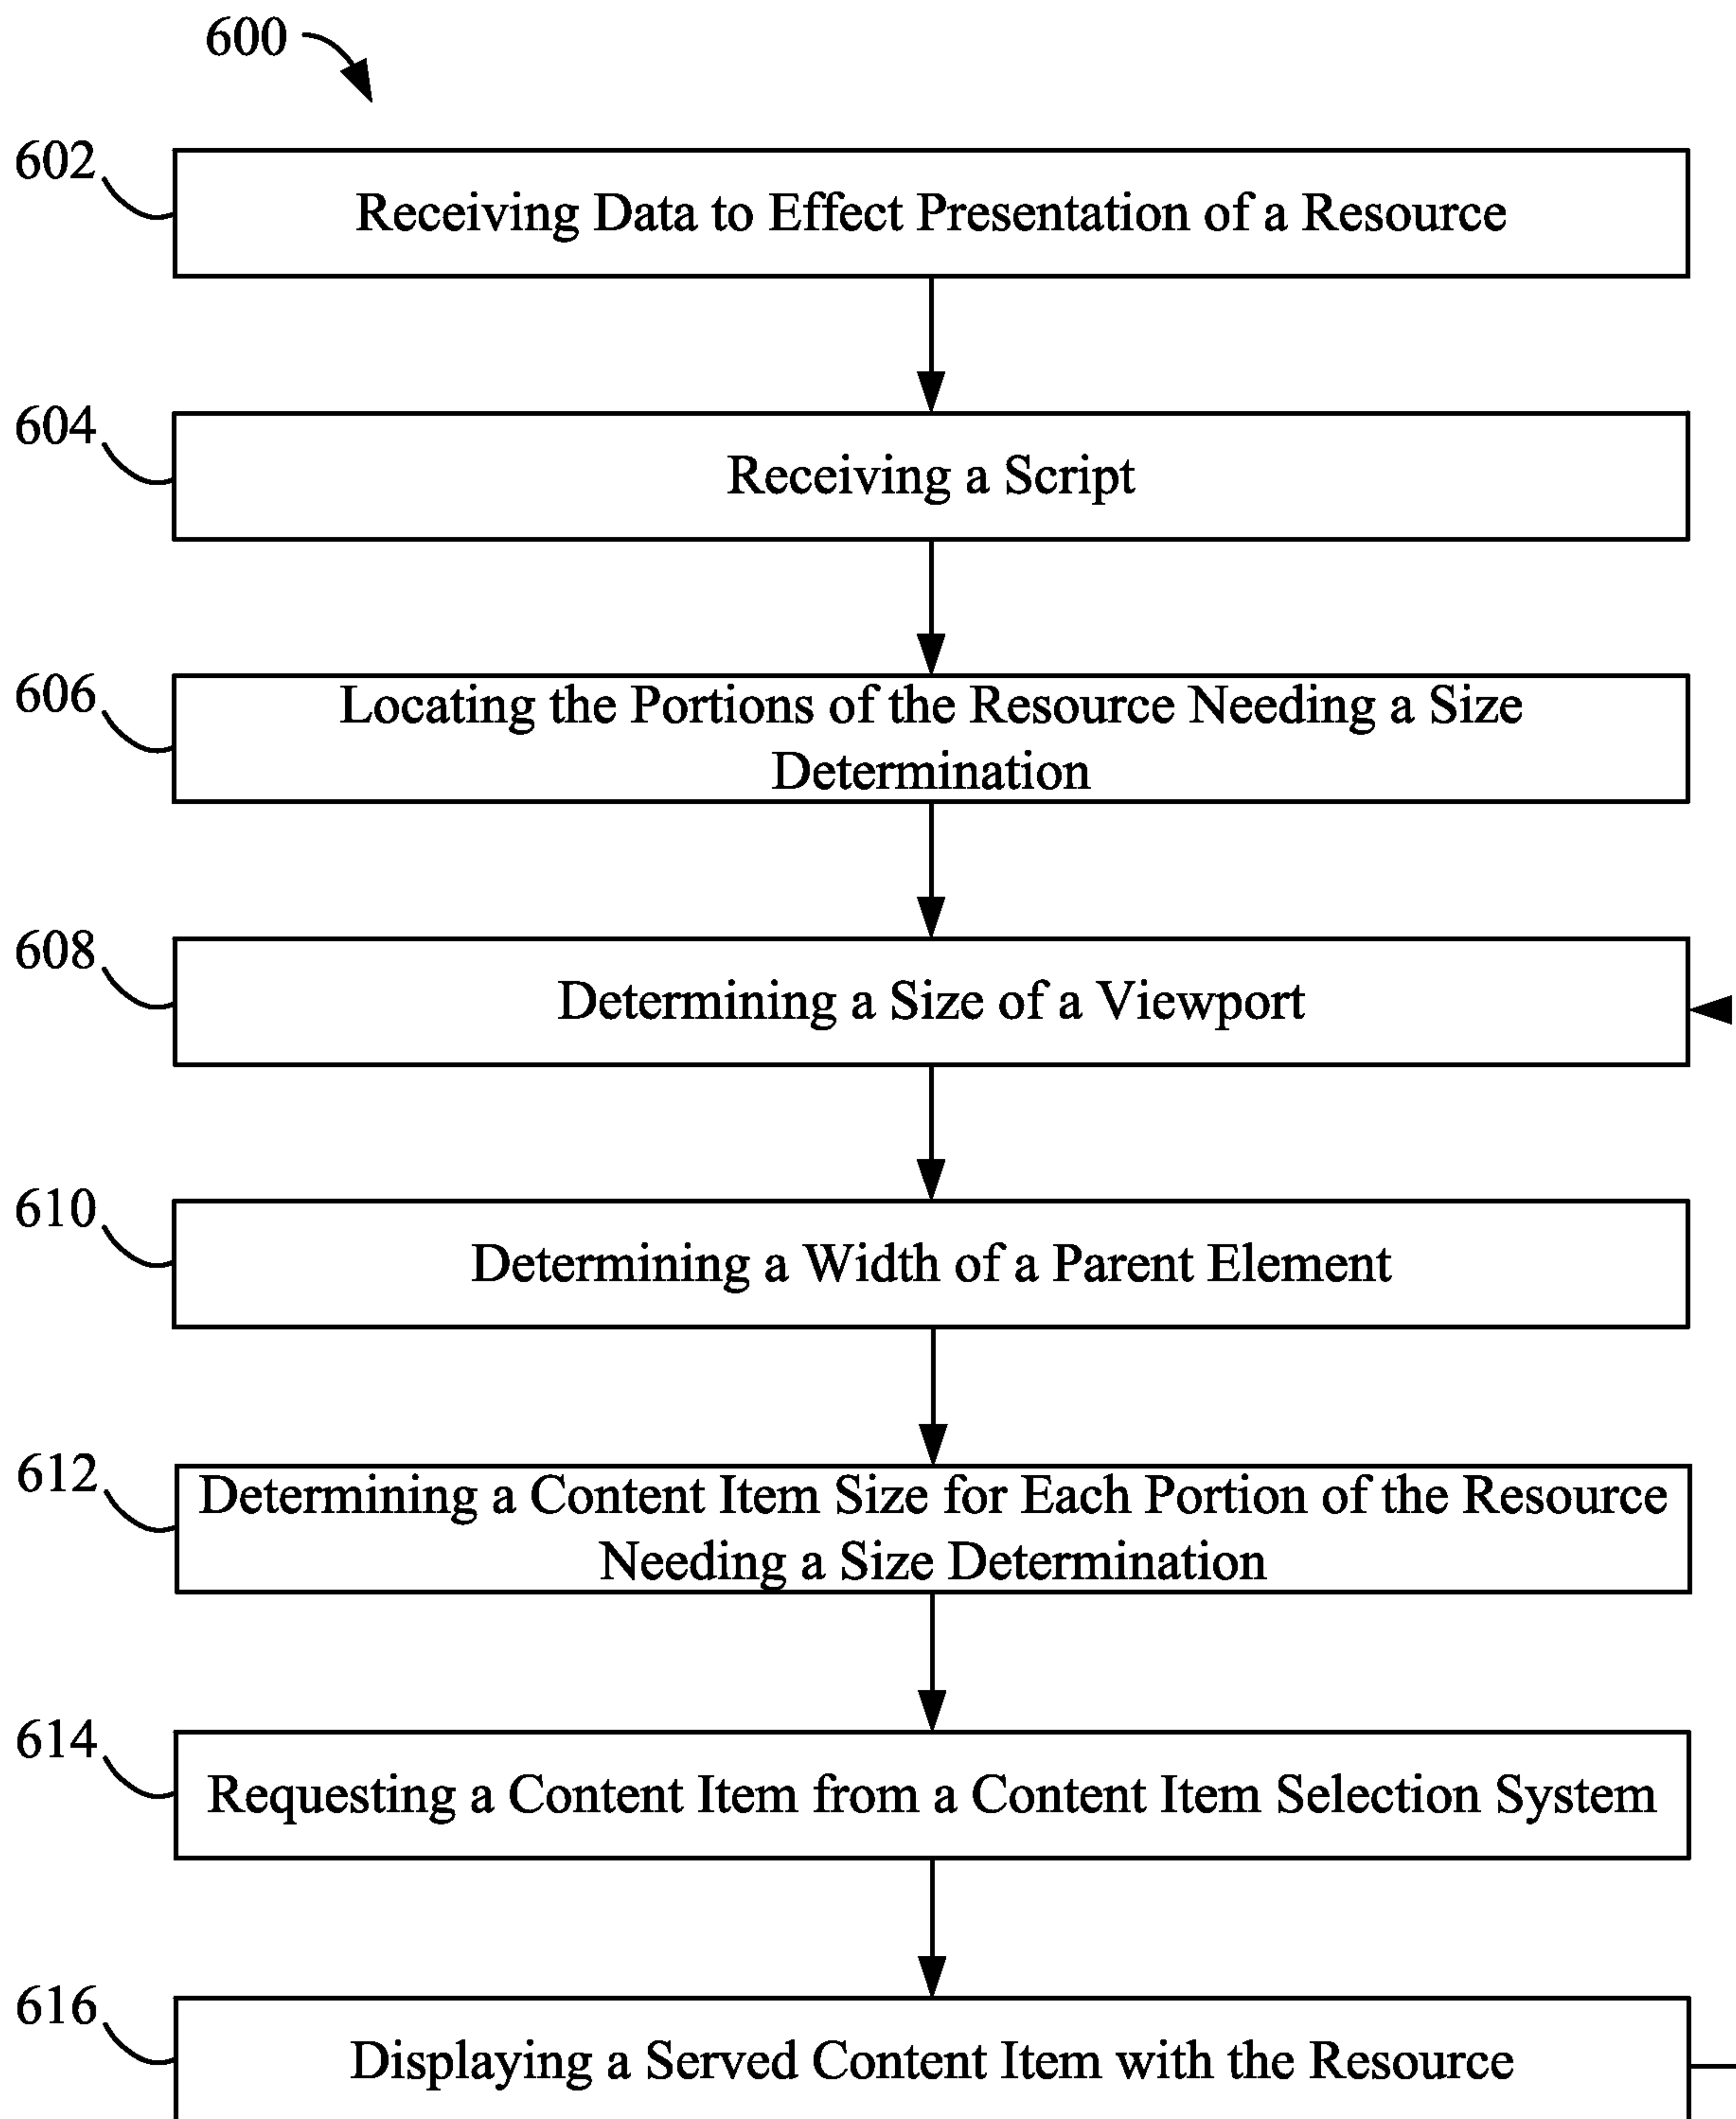 600
602
Receiving Data to Effect Presentation of a Resource
604
Receiving a Script
606
Locating the Portions of the Resource Needing a Size
Determination
608
Determining a Size of a Viewport
610
Determining a Width of a Parent Element
612
Determining a Content Item Size for Each Portion of the Resource
Needing a Size Determination
614
Requesting a Content Item from a Content Item Selection System
616
Displaying a Served Content Item with the Resource